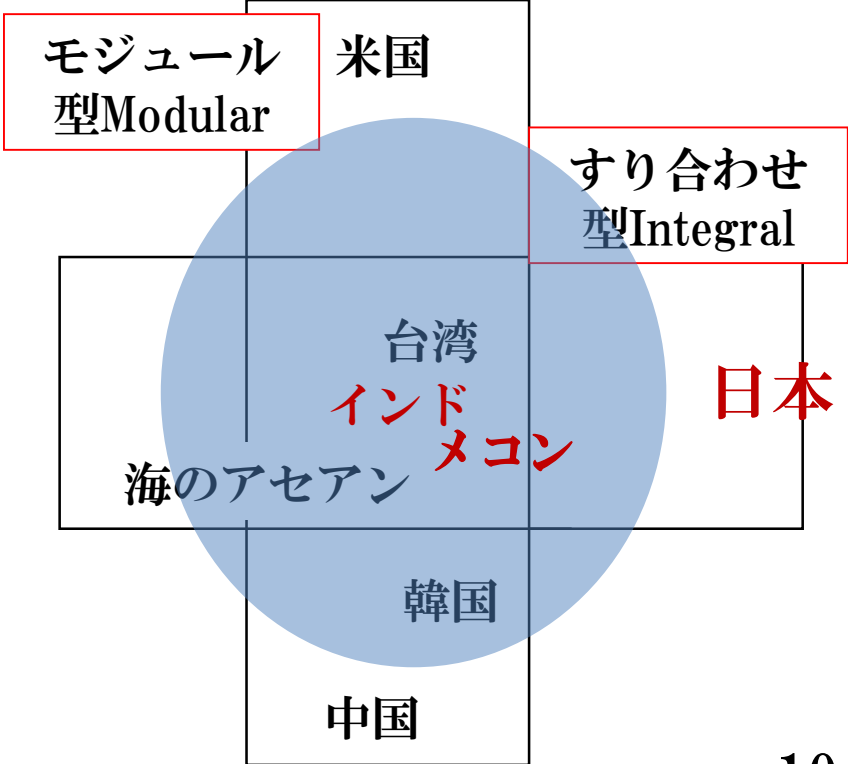 モジュール
型Modular
米国
すり合わせ
型Integral
台湾
インド
日本
メコン
海のアセアン
韓国
中国